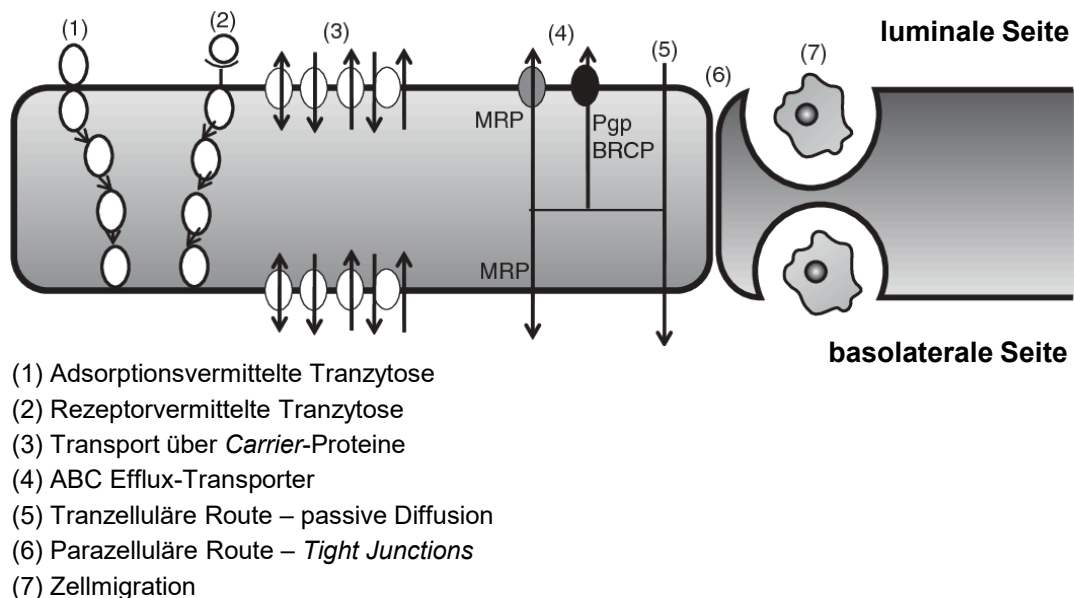 (1)
(2)
(3)
(4)
(5)
(6)
(7)
luminale Seite
MRP
Pgp
BRCP
MRP
basolaterale Seite
(1) Adsorptionsvermittelte Tranzytose
(2) Rezeptorvermittelte Tranzytose
(3) Transport über Carrier-Proteine
(4) ABC Efflux-Transporter
(5) Tranzelluläre Route – passive Diffusion
(6) Parazelluläre Route – Tight Junctions
(7) Zellmigration